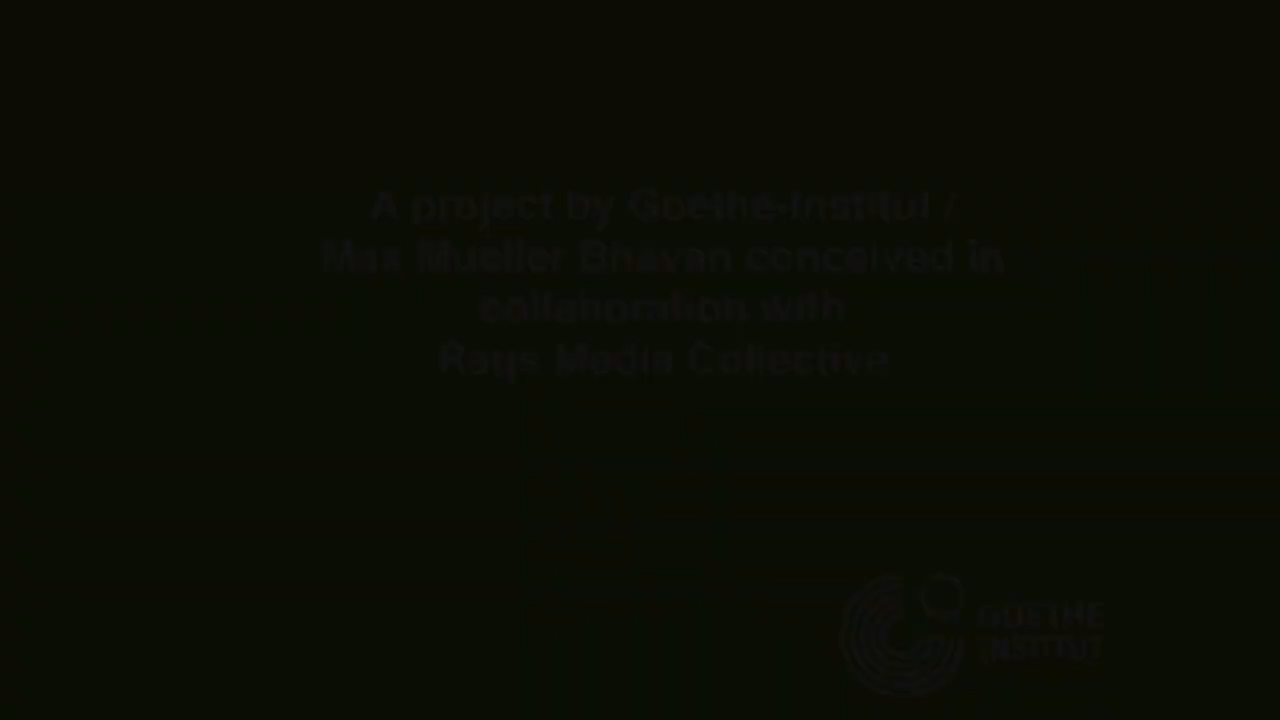 A project by Goethe-Institut /
Max Mueller Bhavan conceived in
collaboration with
Raqs Media Collective
GOETHE
INSTITUT